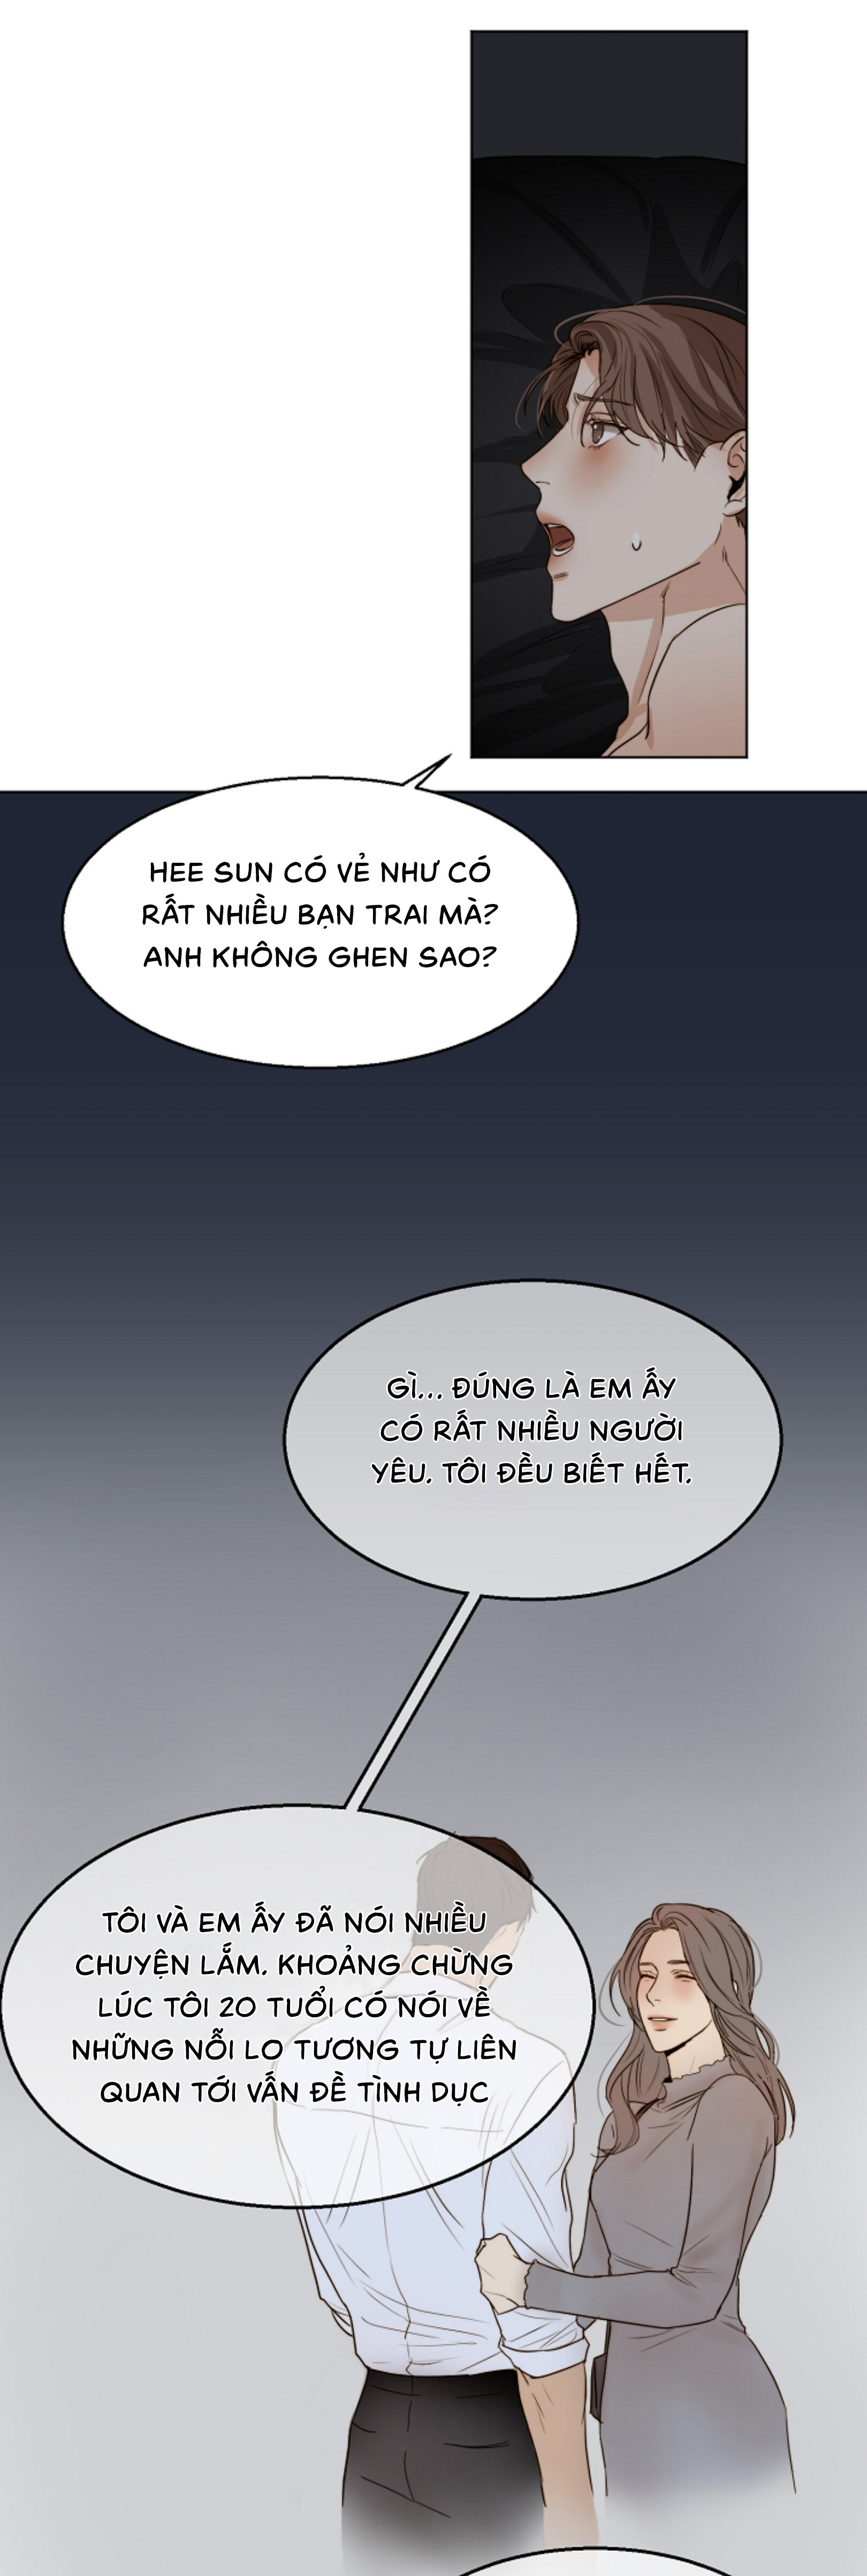 HEE SUN CÓ VẺ NHƯ CÓ
RẤT NHIỀU BẠN TRAI MÀ?
ANH KHÔNG GHEN SAO?
GÌ... ĐÚNG LÀ EM ẤY
CÓ RẤT NHIỀU NGƯỜI
YÊU. TÔI ĐỀU BIẾT HẾT.
TÔI VÀ EM ẤY ĐÃ NÓI NHIỀU
CHUYỆN LẮM. KHOẢNG CHỪNG
LÚC TÔI 20 TUỔI CÓ NÓI VỀ
NHỮNG NỖI LO TƯƠNG TỰ LIÊN
QUAN TỚI VẤN ĐỀ TÌNH DỤC